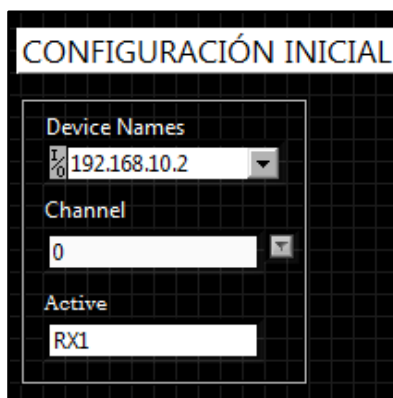 CONFIGURACIÓN INICIAL
Device Names
I/O 192.168.10.2
Channel
0
Active
RX1